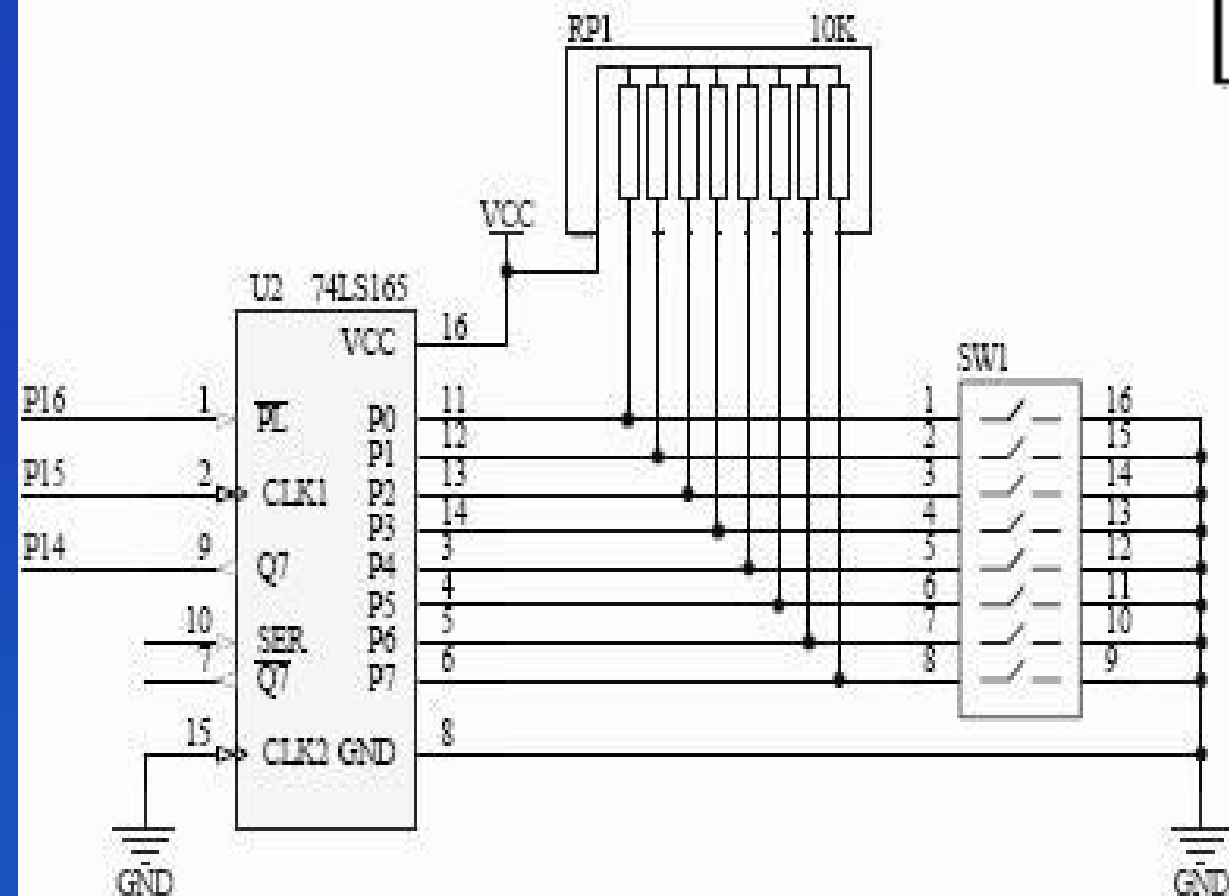 RP1 10K
VCC
U2 74LS165
VCC 16
SW1
P16 1 PL P0 11 1 16
P1 12 2 15
P15 2 CLK1 P2 13 3 14
P3 14 4 13
P14 9 Q7 P4 3 5 12
P5 4 6 11
10 SER P6 5 7 10
7 Q7 P7 6 8 9
15 CLK2 GND 8
GND GND